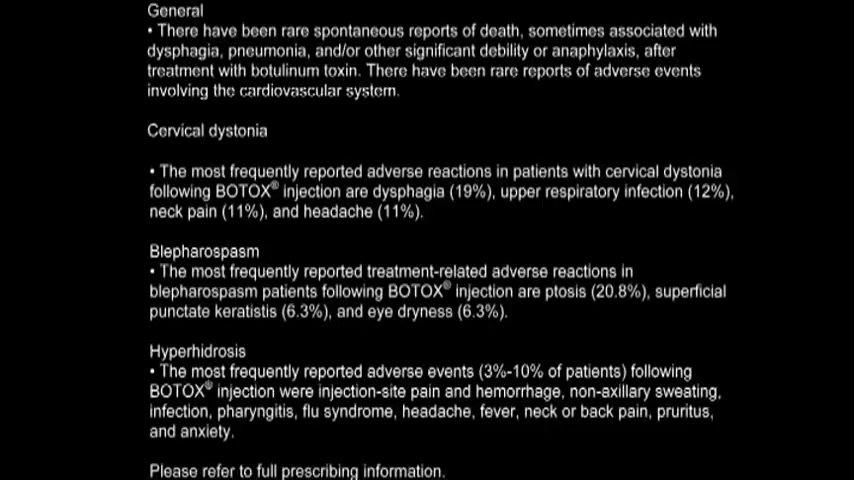 General
• There have been rare spontaneous reports of death, sometimes associated with
dysphagia, pneumonia, and/or other significant debility or anaphylaxis, after
treatment with botulinum toxin. There have been rare reports of adverse events
involving the cardiovascular system.
Cervical dystonia
• The most frequently reported adverse reactions in patients with cervical dystonia
following BOTOX® injection are dysphagia (19%), upper respiratory infection (12%),
neck pain (11%), and headache (11%).
Blepharospasm
• The most frequently reported treatment-related adverse reactions in
blepharospasm patients following BOTOX® injection are ptosis (20.8%), superficial
punctate keratistis (6.3%), and eye dryness (6.3%).
Hyperhidrosis
• The most frequently reported adverse events (3%-10% of patients) following
BOTOX® injection were injection-site pain and hemorrhage, non-axillary sweating,
infection, pharyngitis, flu syndrome, headache, fever, neck or back pain, pruritus,
and anxiety.
Please refer to full prescribing information.